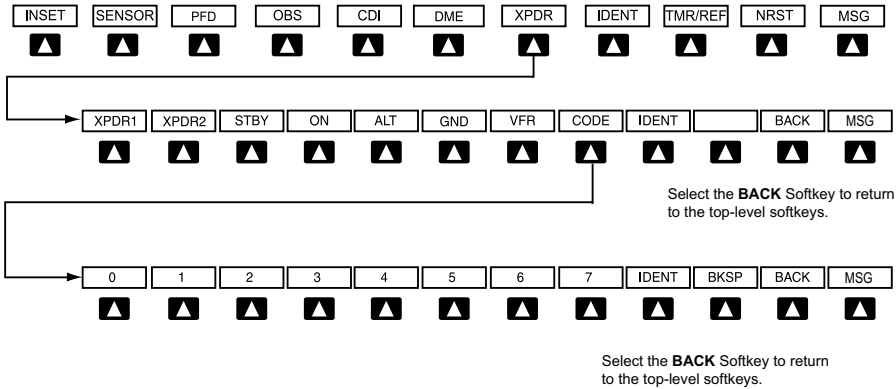 INSET SENSOR PFD OBS CDI DME XPDR IDENT TMR/REF NRST MSG
XPDR1 XPDR2 STBY ON ALT GND VFR CODE IDENT BACK MSG
Select the BACK Softkey to return
to the top-level softkeys.
0 1 2 3 4 5 6 7 IDENT BKSP BACK MSG
Select the BACK Softkey to return
to the top-level softkeys.